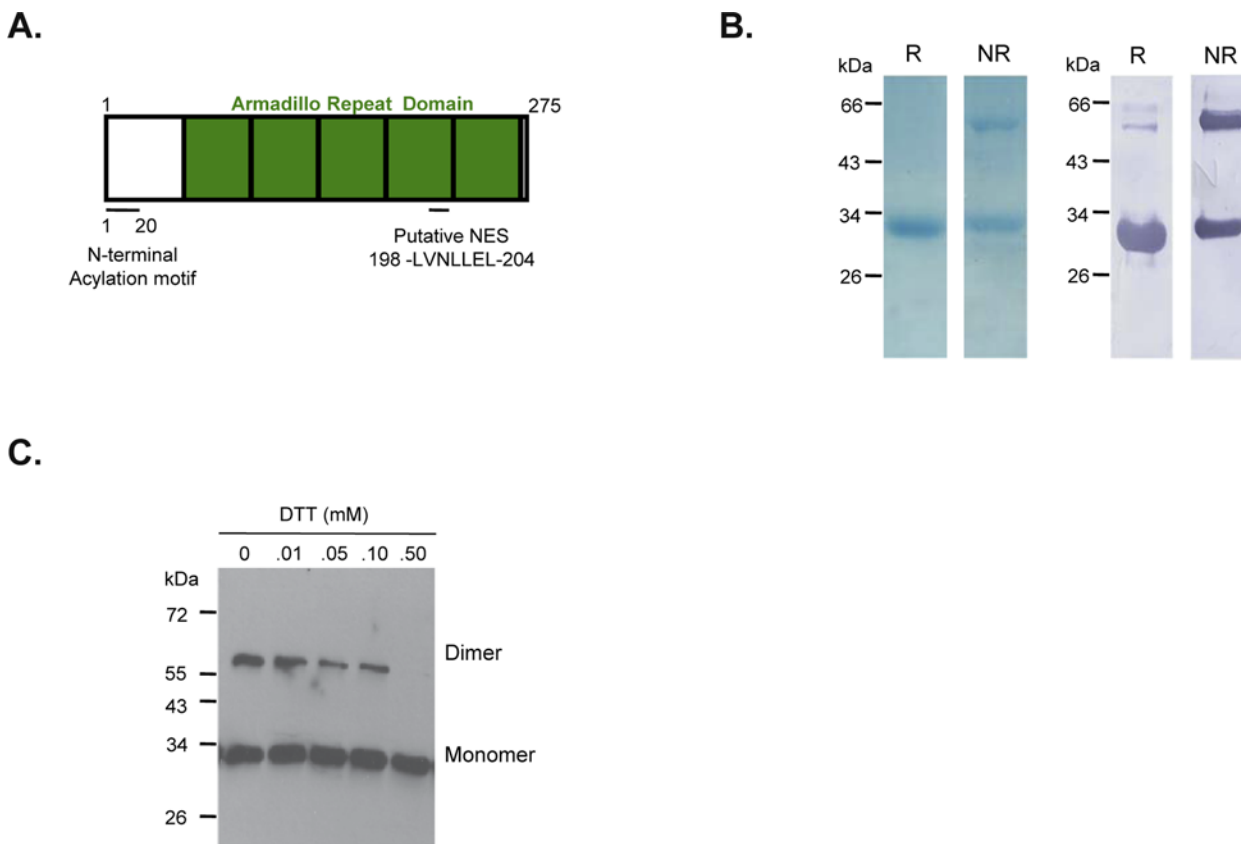 A.
1 Armadillo Repeat Domain 275
1 20
N-terminal
Acylation motif
Putative NES
198 -LVNLLEL-204
B.
kDa R NR
66
43
34
26
kDa R NR
66
43
34
26
C.
DTT (mM)
0 .01 .05 .10 .50
kDa
72
55
43
34
26
Dimer
Monomer